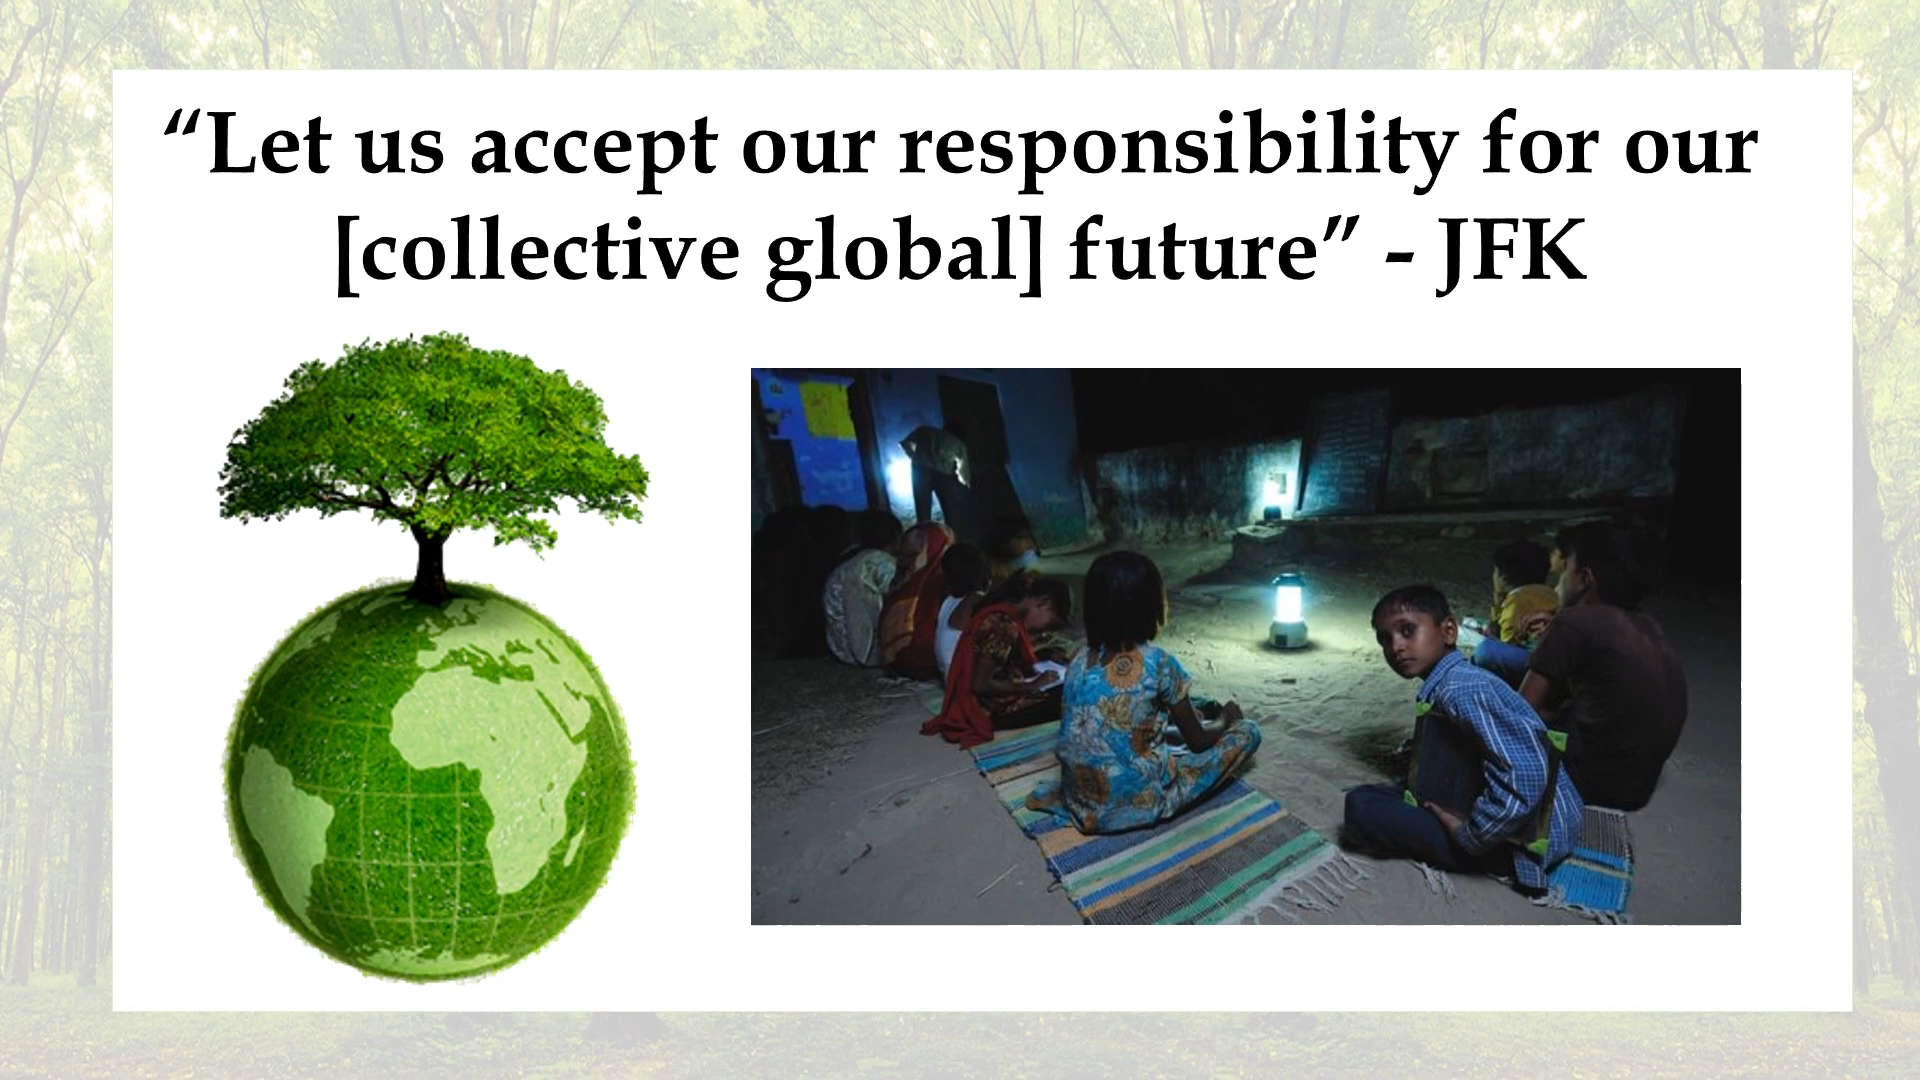 “Let us accept our responsibility for our
[collective global] future” - JFK